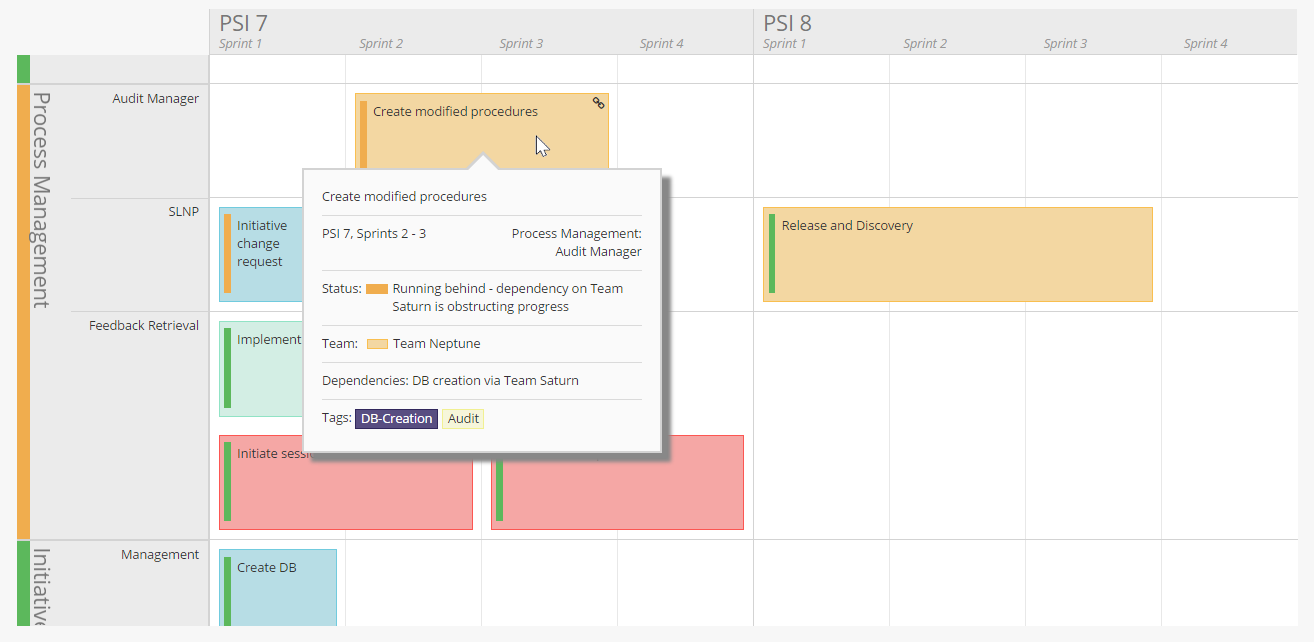 PSI 7
PSI 8
Sprint 1
Sprint 2
Sprint 3
Sprint 4
Sprint 1
Sprint 2
Sprint 3
Sprint 4
Process Management
Audit Manager
Create modified procedures
SLNP
Initiative
change
request
Release and Discovery
Feedback Retrieval
Implement
Initiate sess
Create modified procedures
PSI 7, Sprints 2 - 3
Process Management:
Audit Manager
Status:
Running behind - dependency on Team
Saturn is obstructing progress
Team:
Team Neptune
Dependencies: DB creation via Team Saturn
Tags:
DB-Creation
Audit
Initiative
Management
Create DB